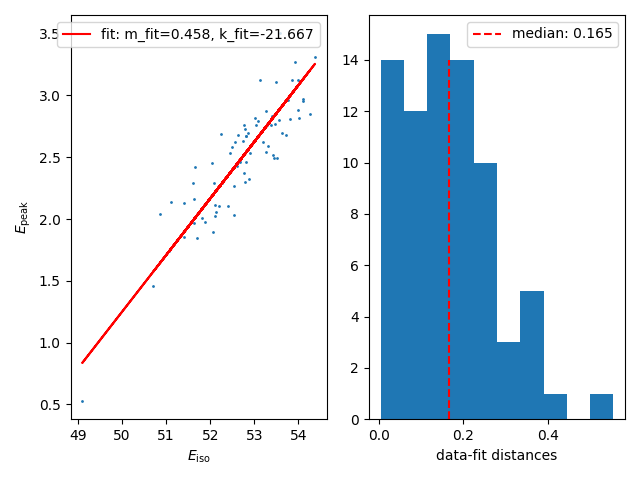 fit: m_fit=0.458, k_fit=-21.667
3.5
3.0
2.5
2.0
1.5
1.0
0.5
E_peak
49 50 51 52 53 54
E_iso
median: 0.165
14
12
10
8
6
4
2
0
0.0 0.2 0.4
data-fit distances